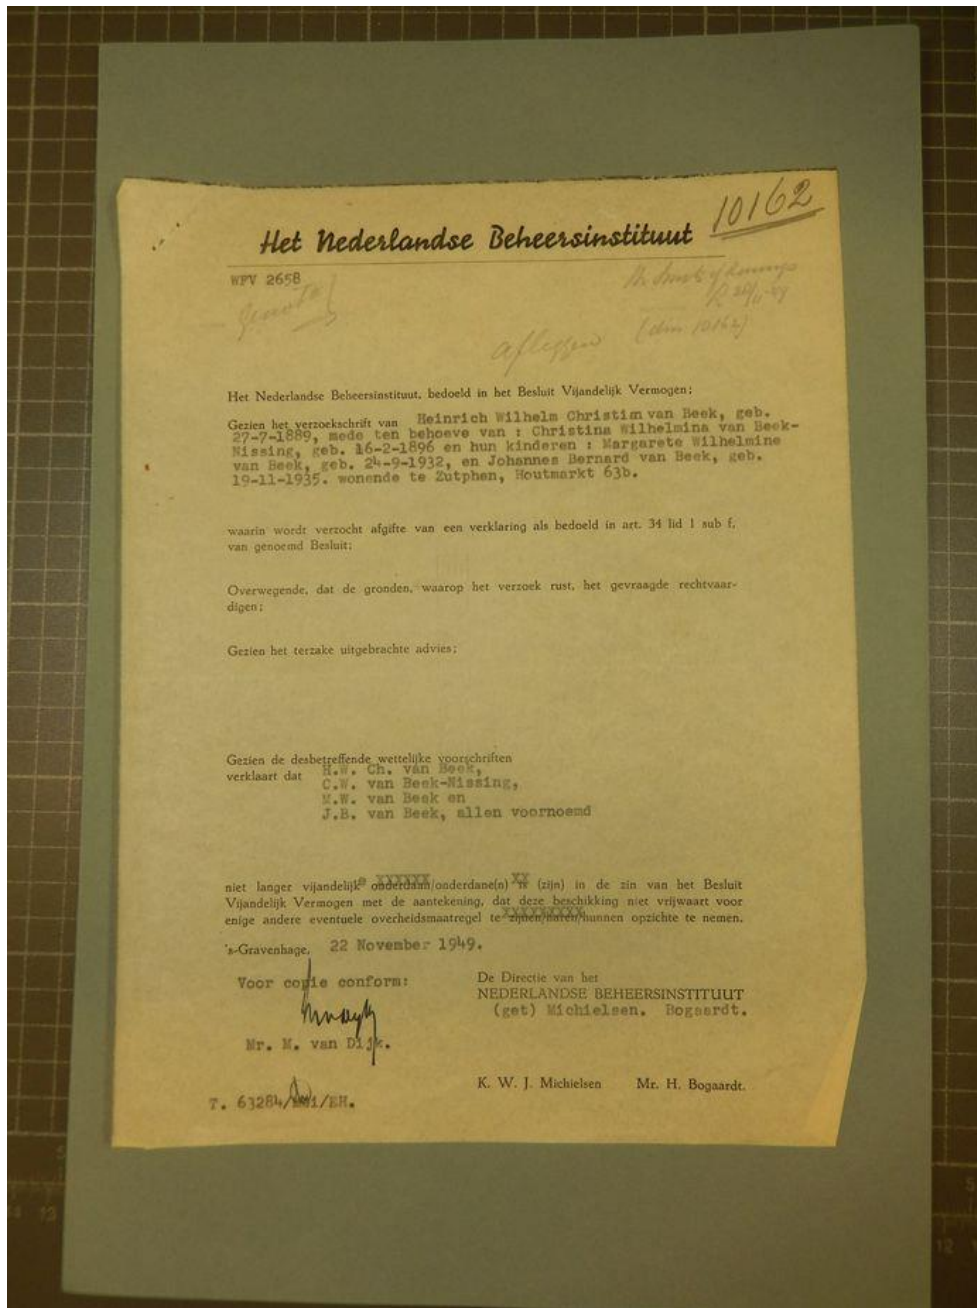 10162
Het Nederlandse Beheersinstituut
WFV 2658
afleggen (dm 10162)
Het Nederlandse Beheersinstituut, bedoeld in het Besluit Vijandelijk Vermogen;
Gezien het verzoekschrift van Heinrich Wilhelm Christim van Beek, geb.
27-7-1889, mede ten behoeve van : Christina Wilhelmina van Beek-
Nissing, geb. 16-2-1896 en hun kinderen : Margarete Wilhelmine
van Beek, geb. 24-9-1932, en Johannes Bernard van Beek, geb.
19-11-1935. wonende te Zutphen, Houtmarkt 63b.
waarin wordt verzocht afgifte van een verklaring als bedoeld in art. 34 lid 1 sub f,
van genoemd Besluit;
Overwegende, dat de gronden, waarop het verzoek rust, het gevraagde rechtvaar-
digen;
Gezien het terzake uitgebrachte advies;
Gezien de desbetreffende wettelijke voorschriften
verklaart dat H.W. Ch. van Beek,
C.W. van Beek-Nissing,
M.W. van Beek en
J.B. van Beek, allen voornoemd
niet langer vijandelijke onderdaan/onderdane(n) is (zijn) in de zin van het Besluit
Vijandelijk Vermogen met de aantekening, dat deze beschikking niet vrijwaart voor
enige andere eventuele overheidsmaatregel te zijnen/haren/hunnen opzichte te nemen.
's-Gravenhage, 22 November 1949.
Voor copie conform:
De Directie van het
NEDERLANDSE BEHEERSINSTITUUT
(get) Michielsen. Bogaardt.
Mr. M. van Dijk.
K. W. J. Michielsen Mr. H. Bogaardt.
T. 63284/ /EH.